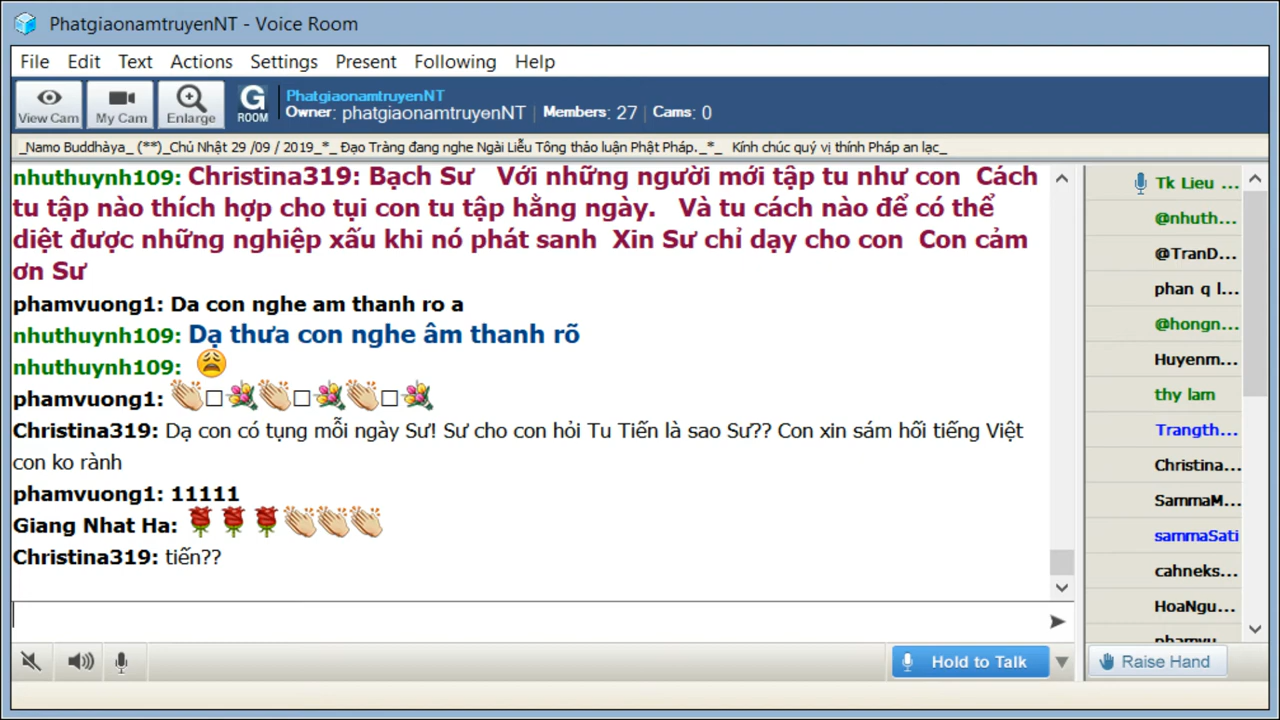 PhatgiaonamtruyenNT - Voice Room
File Edit Text Actions Settings Present Following Help
View Cam My Cam Enlarge G ROOM
PhatgiaonamtruyenNT
Owner: phatgiaonamtruyenNT | Members: 27 | Cams: 0
_Namo Buddhàya_ (**)_Chủ Nhật 29 /09 / 2019_*_ Đạo Tràng đang nghe Ngài Liễu Tông thảo luận Phật Pháp._*_ Kính chúc quý vị thính Pháp an lạc_
nhuthuynh109: Christina319: Bạch Sư Với những người mới tập tu như con Cách
tu tập nào thích hợp cho tụi con tu tập hằng ngày. Và tu cách nào để có thể
diệt được những nghiệp xấu khi nó phát sanh Xin Sư chỉ dạy cho con Con cảm
ơn Sư
phamvuong1: Da con nghe am thanh ro a
nhuthuynh109: Dạ thưa con nghe âm thanh rõ
nhuthuynh109:
phamvuong1:
Christina319: Dạ con có tụng mỗi ngày Sư! Sư cho con hỏi Tu Tiến là sao Sư?? Con xin sám hối tiếng Việt
con ko rành
phamvuong1: 11111
Giang Nhat Ha:
Christina319: tiến??
Tk Lieu ...
@nhuth...
@TranD...
phan q l...
@hongn...
Huyenm...
thy lam
Trangth...
Christina...
SammaM...
sammaSati
cahneks...
HoaNgu...
Hold to Talk
Raise Hand